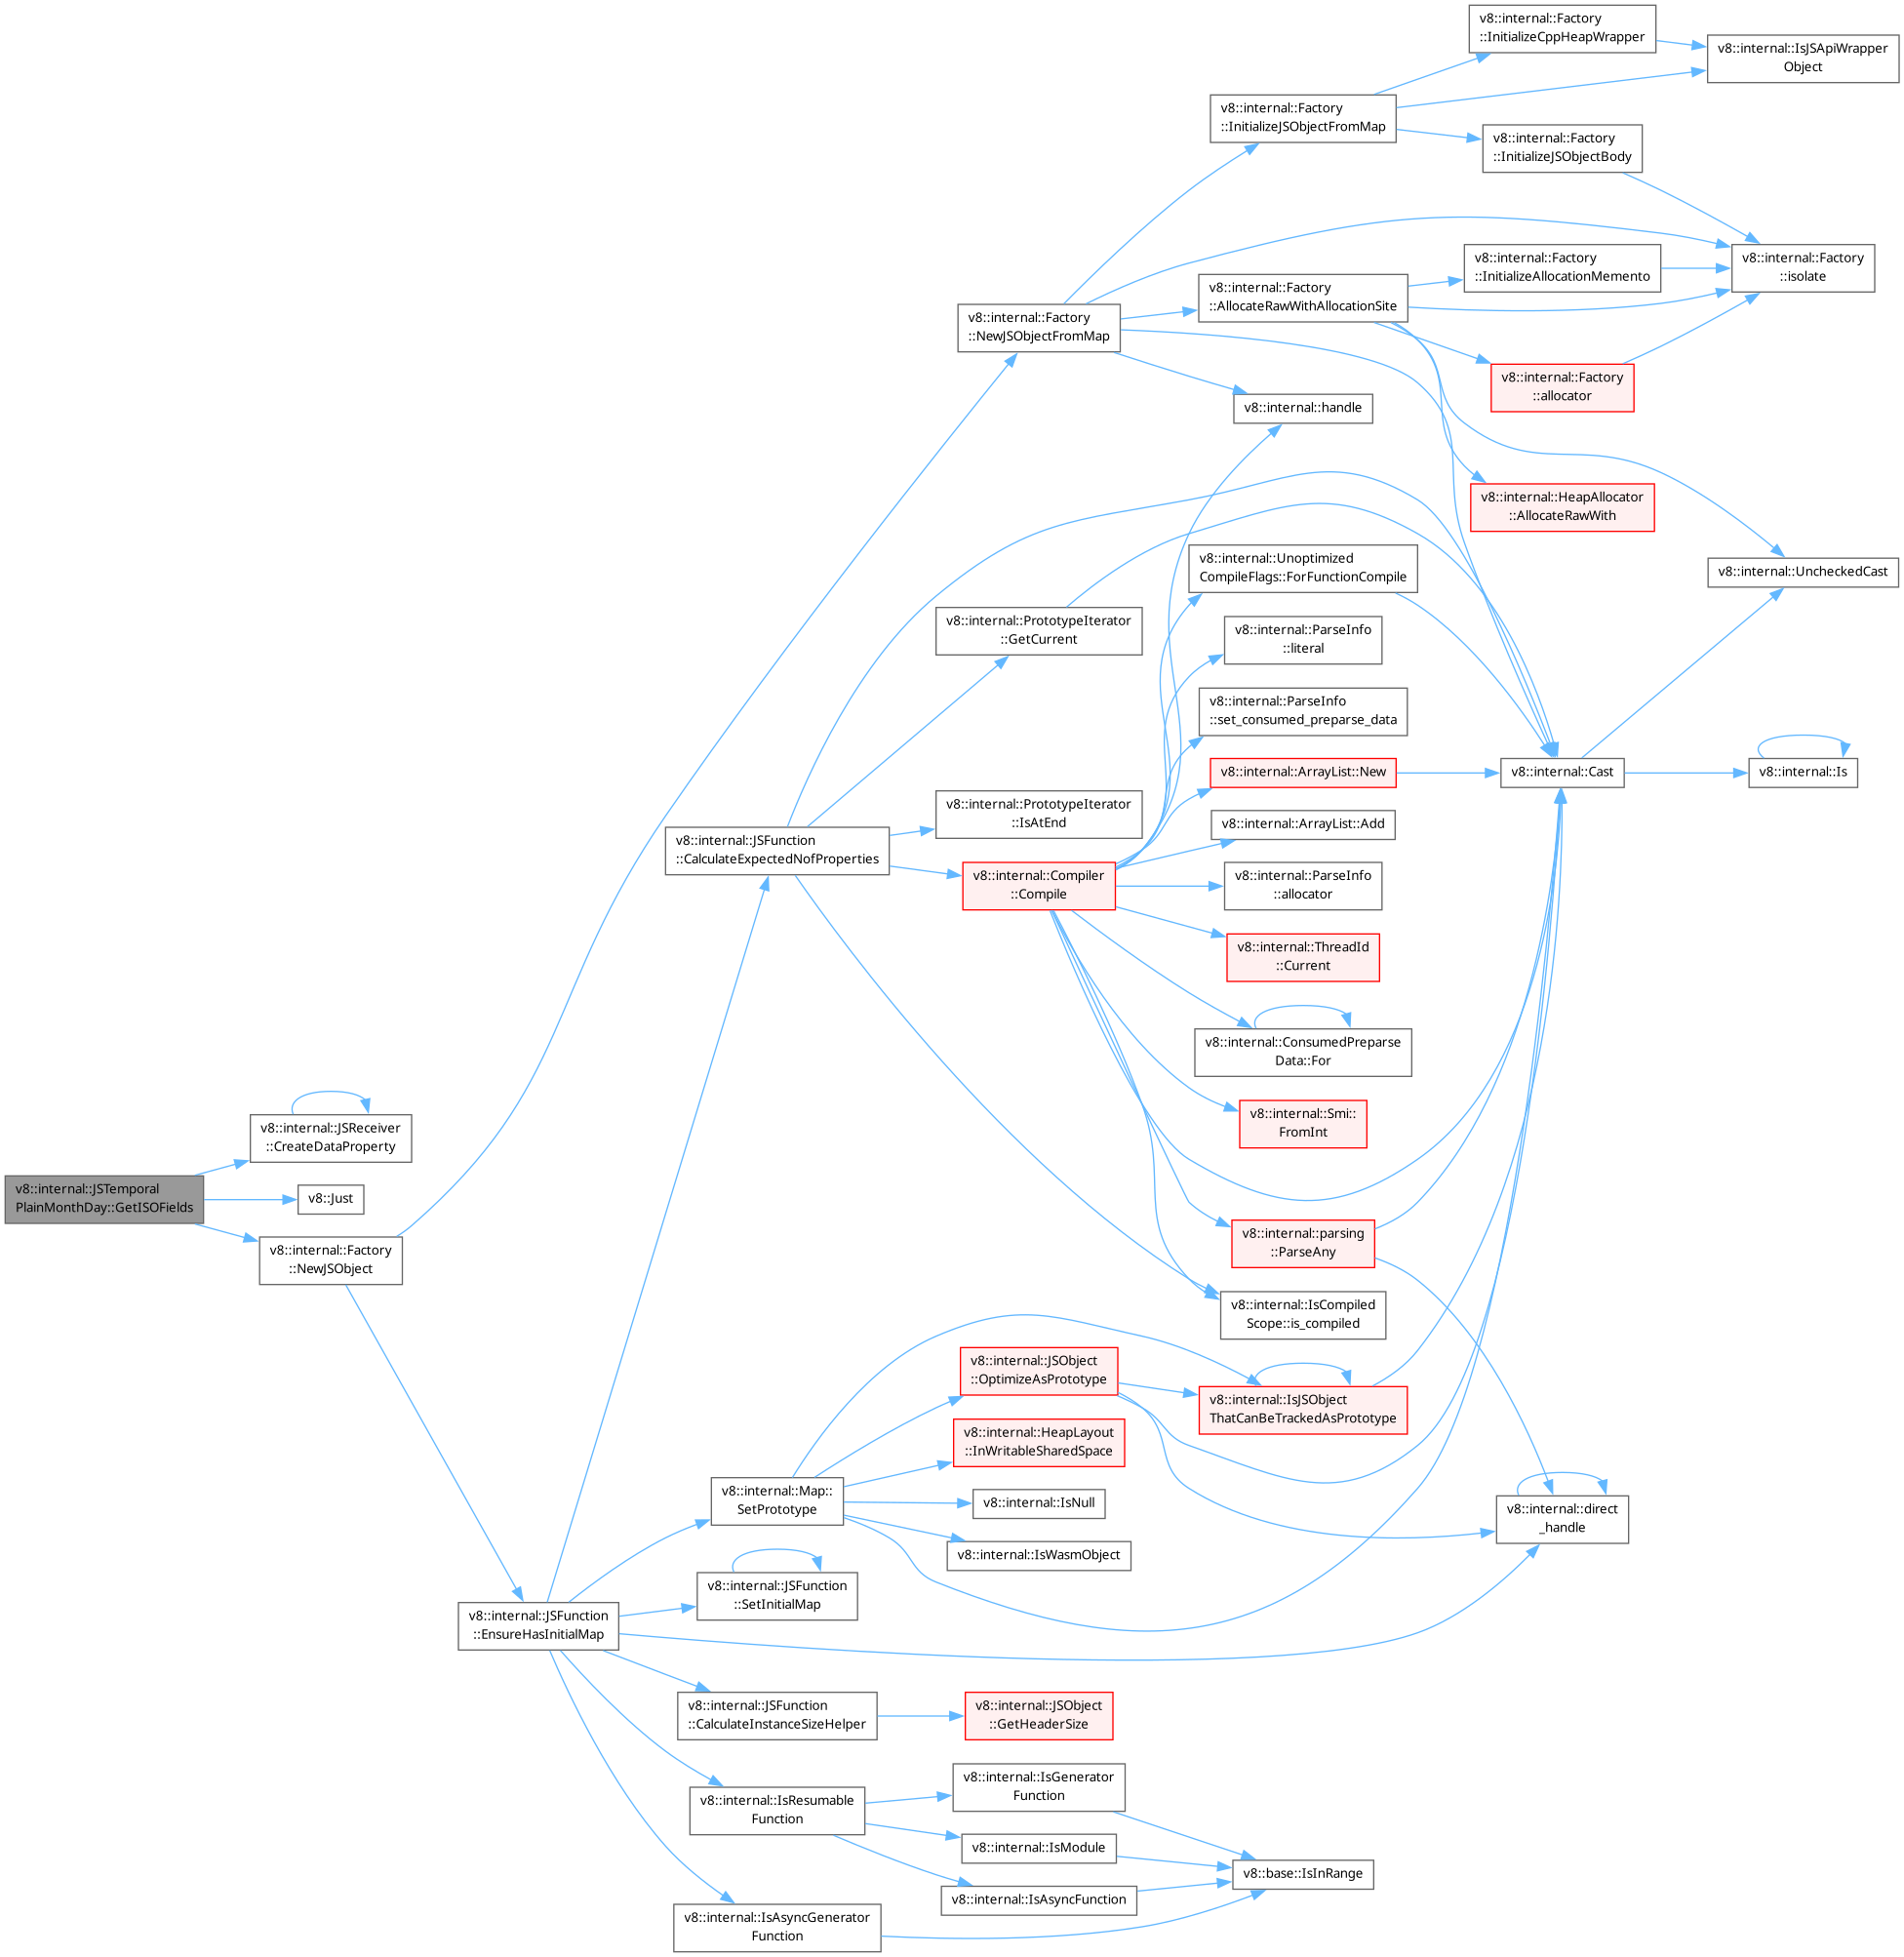 v8::internal::Factory
::InitializeCppHeapWrapper
v8::internal::IsJSApiWrapper
Object
v8::internal::Factory
::InitializeJSObjectFromMap
v8::internal::Factory
::InitializeJSObjectBody
v8::internal::Factory
::isolate
v8::internal::Factory
::InitializeAllocationMemento
v8::internal::Factory
::AllocateRawWithAllocationSite
v8::internal::Factory
::NewJSObjectFromMap
v8::internal::Factory
::allocator
v8::internal::handle
v8::internal::HeapAllocator
::AllocateRawWith
v8::internal::Unoptimized
CompileFlags::ForFunctionCompile
v8::internal::UncheckedCast
v8::internal::PrototypeIterator
::GetCurrent
v8::internal::ParseInfo
::literal
v8::internal::ParseInfo
::set_consumed_preparse_data
v8::internal::ArrayList::New
v8::internal::Cast
v8::internal::Is
v8::internal::PrototypeIterator
::IsAtEnd
v8::internal::ArrayList::Add
v8::internal::JSFunction
::CalculateExpectedNofProperties
v8::internal::Compiler
::Compile
v8::internal::ParseInfo
::allocator
v8::internal::ThreadId
::Current
v8::internal::ConsumedPreparse
Data::For
v8::internal::Smi::
FromInt
v8::internal::JSReceiver
::CreateDataProperty
v8::internal::JSTemporal
PlainMonthDay::GetISOFields
v8::Just
v8::internal::Factory
::NewJSObject
v8::internal::parsing
::ParseAny
v8::internal::IsCompiled
Scope::is_compiled
v8::internal::JSObject
::OptimizeAsPrototype
v8::internal::IsJSObject
ThatCanBeTrackedAsPrototype
v8::internal::HeapLayout
::InWritableSharedSpace
v8::internal::Map::
SetPrototype
v8::internal::IsNull
v8::internal::direct
_handle
v8::internal::IsWasmObject
v8::internal::JSFunction
::SetInitialMap
v8::internal::JSFunction
::EnsureHasInitialMap
v8::internal::JSFunction
::CalculateInstanceSizeHelper
v8::internal::JSObject
::GetHeaderSize
v8::internal::IsGenerator
Function
v8::internal::IsResumable
Function
v8::internal::IsModule
v8::base::IsInRange
v8::internal::IsAsyncFunction
v8::internal::IsAsyncGenerator
Function